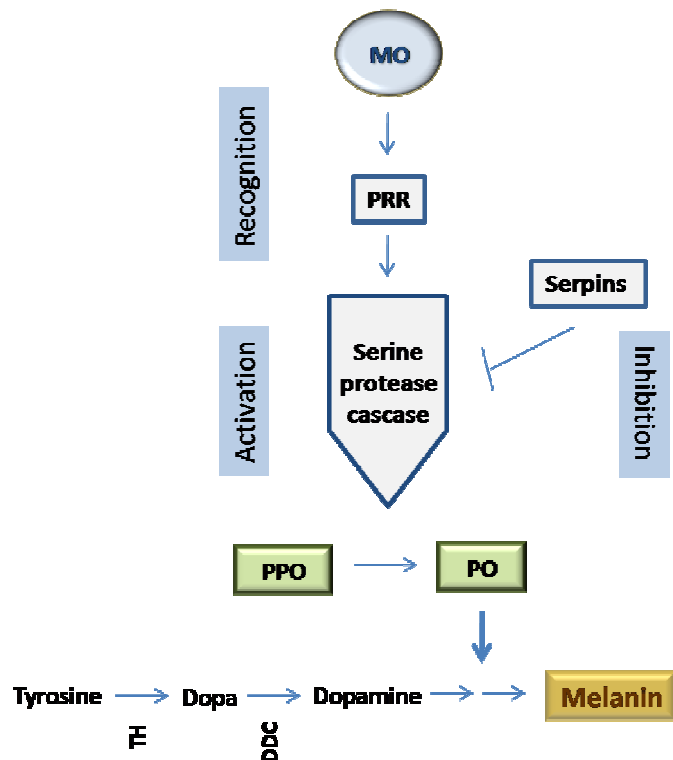 MO
Recognition
PRR
Serpins
Serine
protease
cascase
Activation
Inhibition
PPO
PO
Tyrosine
Dopa
Dopamine
Melanin
TH
DDC